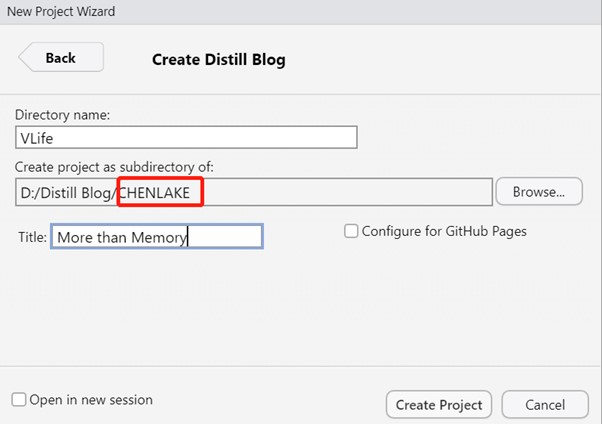 New Project Wizard
Back
Create Distill Blog
Directory name:
VLife
Create project as subdirectory of:
D:/Distill Blog/CHENLAKE
Browse...
Title: More than Memory
Configure for GitHub Pages
Open in new session
Create Project
Cancel